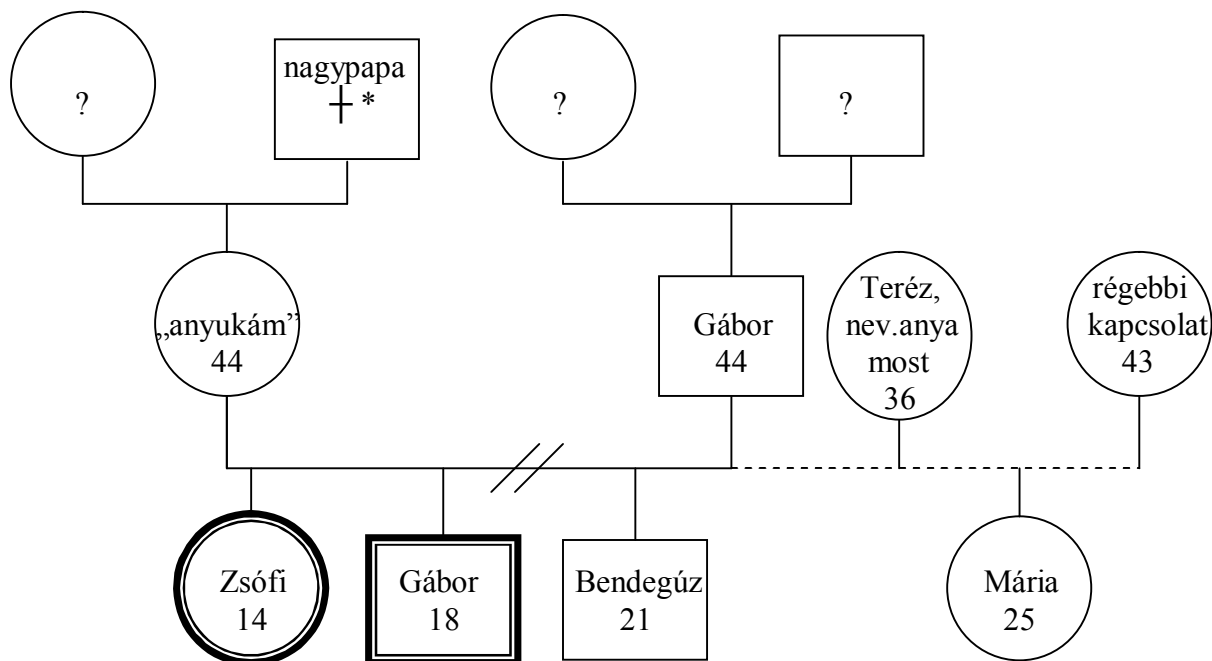 ?
nagypapa
┼ *
?
?
„anyukám”
44
Gábor
44
Teréz,
nev.anya
most
36
régebbi
kapcsolat
43
Zsófi
14
Gábor
18
Bendegúz
21
Mária
25